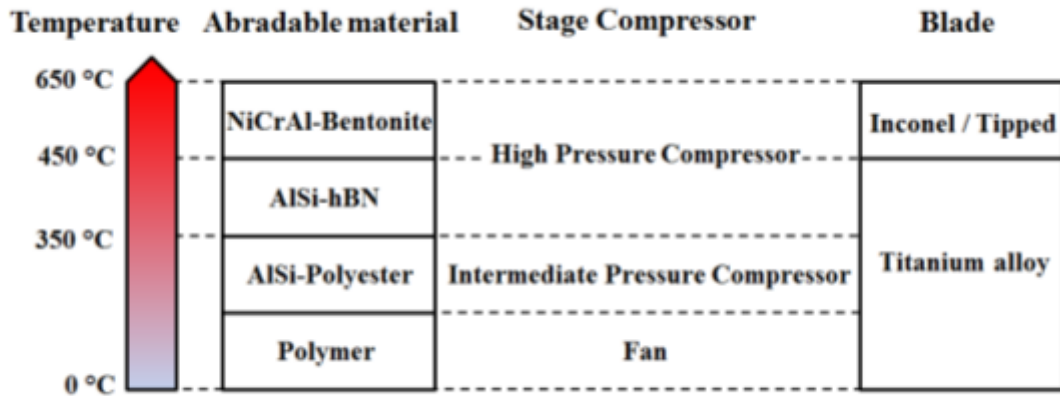 Temperature Abradable material Stage Compressor Blade
650 °C
NiCrAl-Bentonite Inconel / Tipped
450 °C High Pressure Compressor
AlSi-hBN
350 °C
AlSi-Polyester Intermediate Pressure Compressor Titanium alloy
Polymer Fan
0 °C